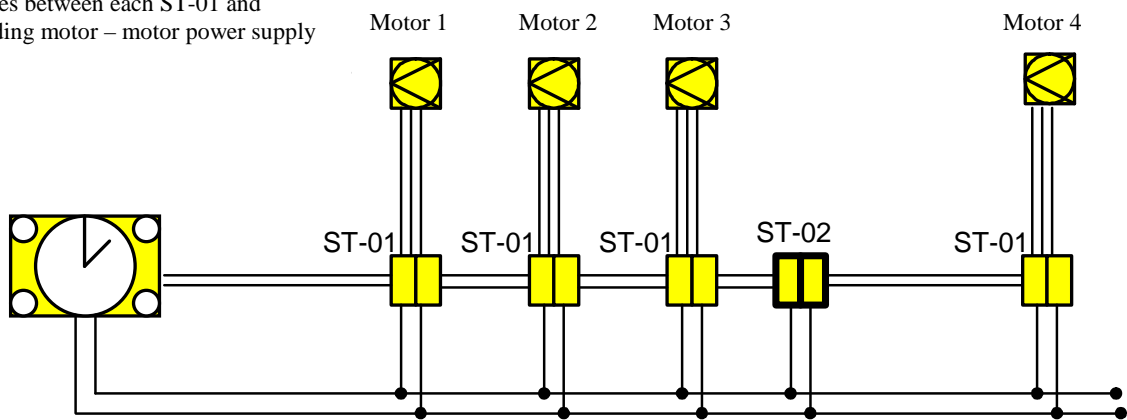 es between each ST-01 and
ding motor – motor power supply
Motor 1
Motor 2
Motor 3
Motor 4
ST-01
ST-01
ST-01
ST-02
ST-01